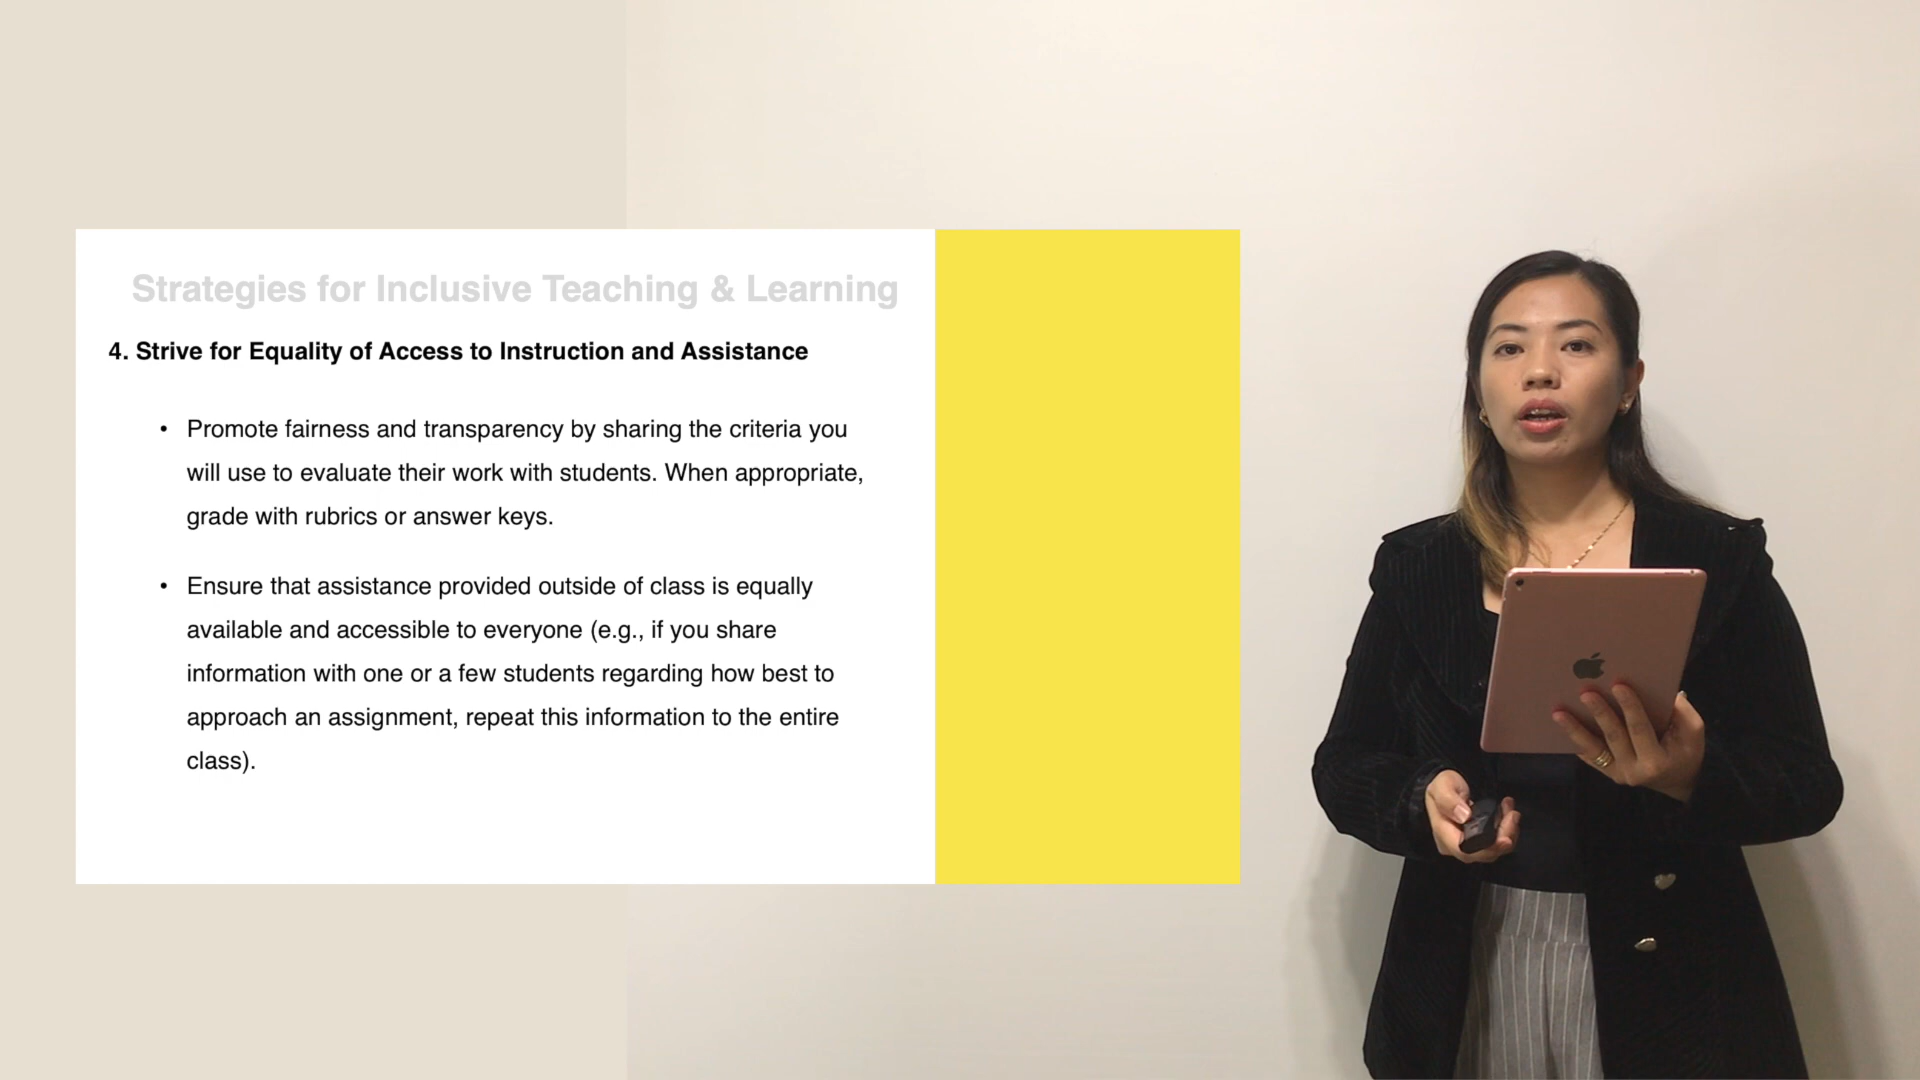 Strategies for Inclusive Teaching & Learning
4. Strive for Equality of Access to Instruction and Assistance
• Promote fairness and transparency by sharing the criteria you
will use to evaluate their work with students. When appropriate,
grade with rubrics or answer keys.
• Ensure that assistance provided outside of class is equally
available and accessible to everyone (e.g., if you share
information with one or a few students regarding how best to
approach an assignment, repeat this information to the entire
class).